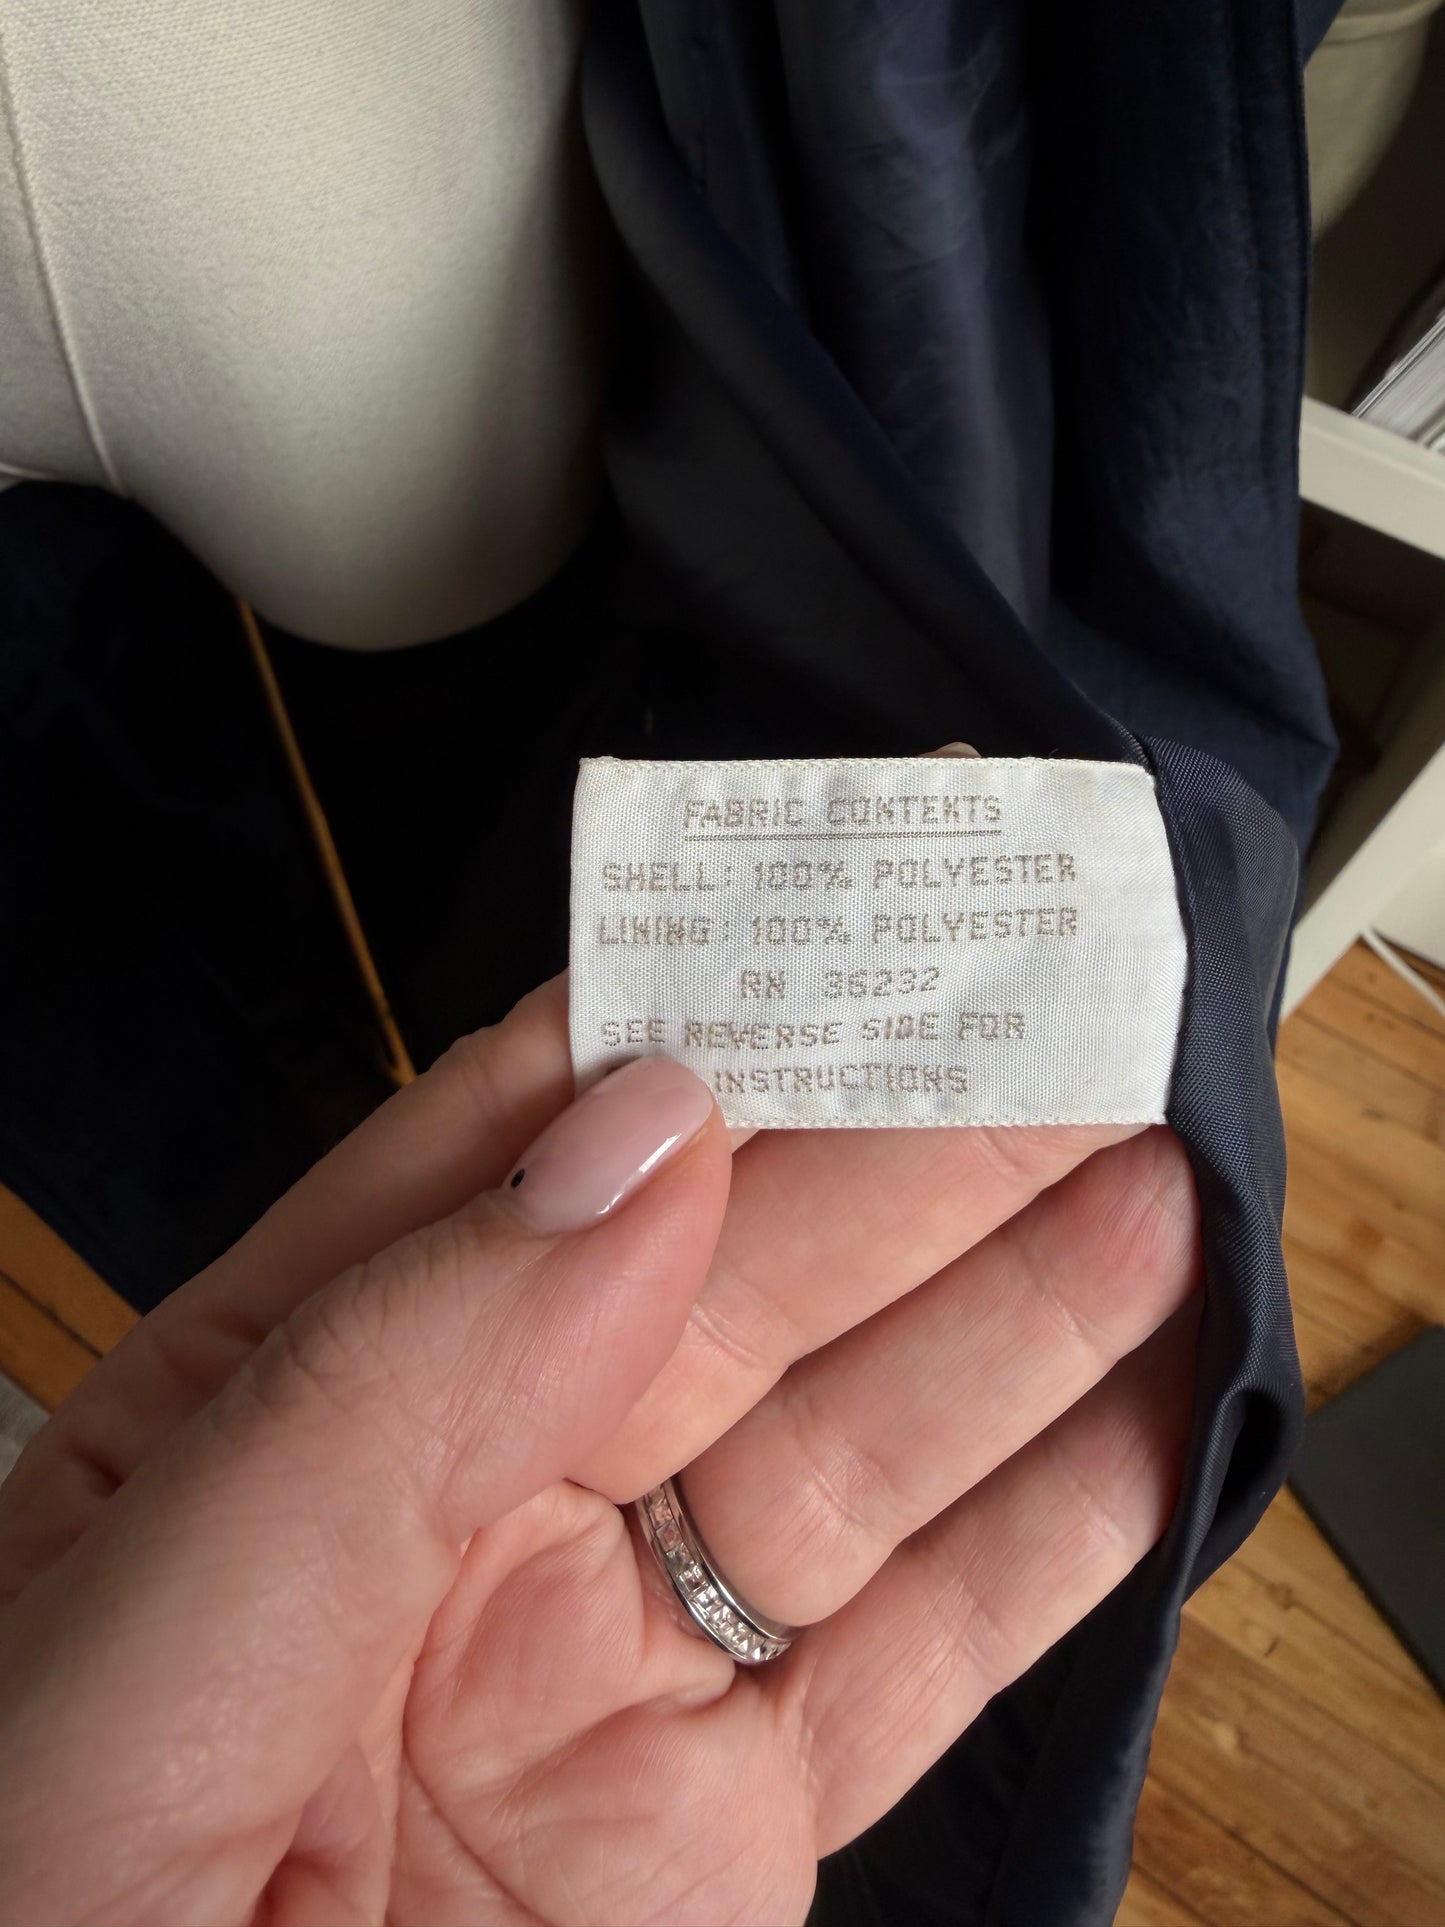 FABRIC CONTENTS
SHELL: 100% POLYESTER
LINING: 100% POLYESTER
RN 36232
SEE REVERSE SIDE FOR
INSTRUCTIONS